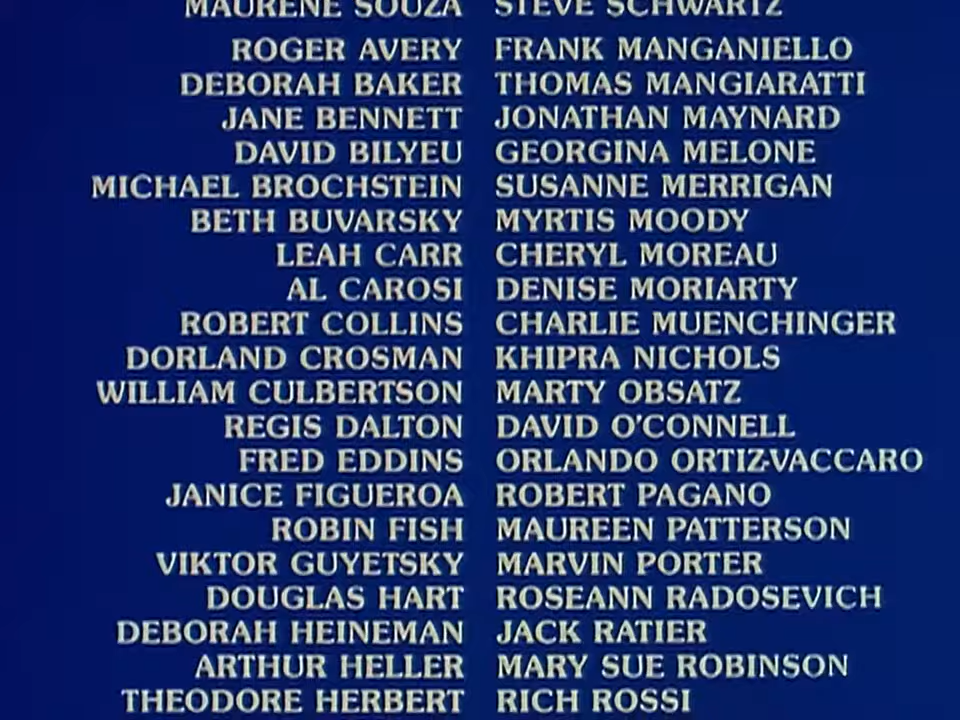 MAURENE SOUZA STEVE SCHWARTZ
ROGER AVERY FRANK MANGANIELLO
DEBORAH BAKER THOMAS MANGIARATTI
JANE BENNETT JONATHAN MAYNARD
DAVID BILYEU GEORGINA MELONE
MICHAEL BROCHSTEIN SUSANNE MERRIGAN
BETH BUVARSKY MYRTIS MOODY
LEAH CARR CHERYL MOREAU
AL CAROSI DENISE MORIARTY
ROBERT COLLINS CHARLIE MUENCHINGER
DORLAND CROSMAN KHIPRA NICHOLS
WILLIAM CULBERTSON MARTY OBSATZ
REGIS DALTON DAVID O'CONNELL
FRED EDDINS ORLANDO ORTIZ-VACCARO
JANICE FIGUEROA ROBERT PAGANO
ROBIN FISH MAUREEN PATTERSON
VIKTOR GUYETSKY MARVIN PORTER
DOUGLAS HART ROSEANN RADOSEVICH
DEBORAH HEINEMAN JACK RATIER
ARTHUR HELLER MARY SUE ROBINSON
THEODORE HERBERT RICH ROSSI